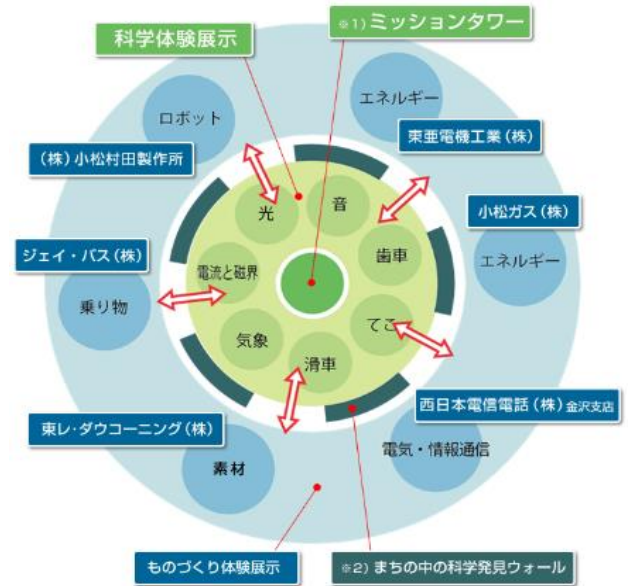 科学体験展示
※1)ミッションタワー
ロボット
エネルギー
(株)小松村田製作所
東亜電機工業(株)
光
音
小松ガス(株)
ジェイ・バス(株)
電流と磁界
歯車
エネルギー
乗り物
気象
てこ
滑車
西日本電信電話(株)金沢支店
東レ・ダウコーニング(株)
素材
電気・情報通信
ものづくり体験展示
※2)まちの中の科学発見ウォール